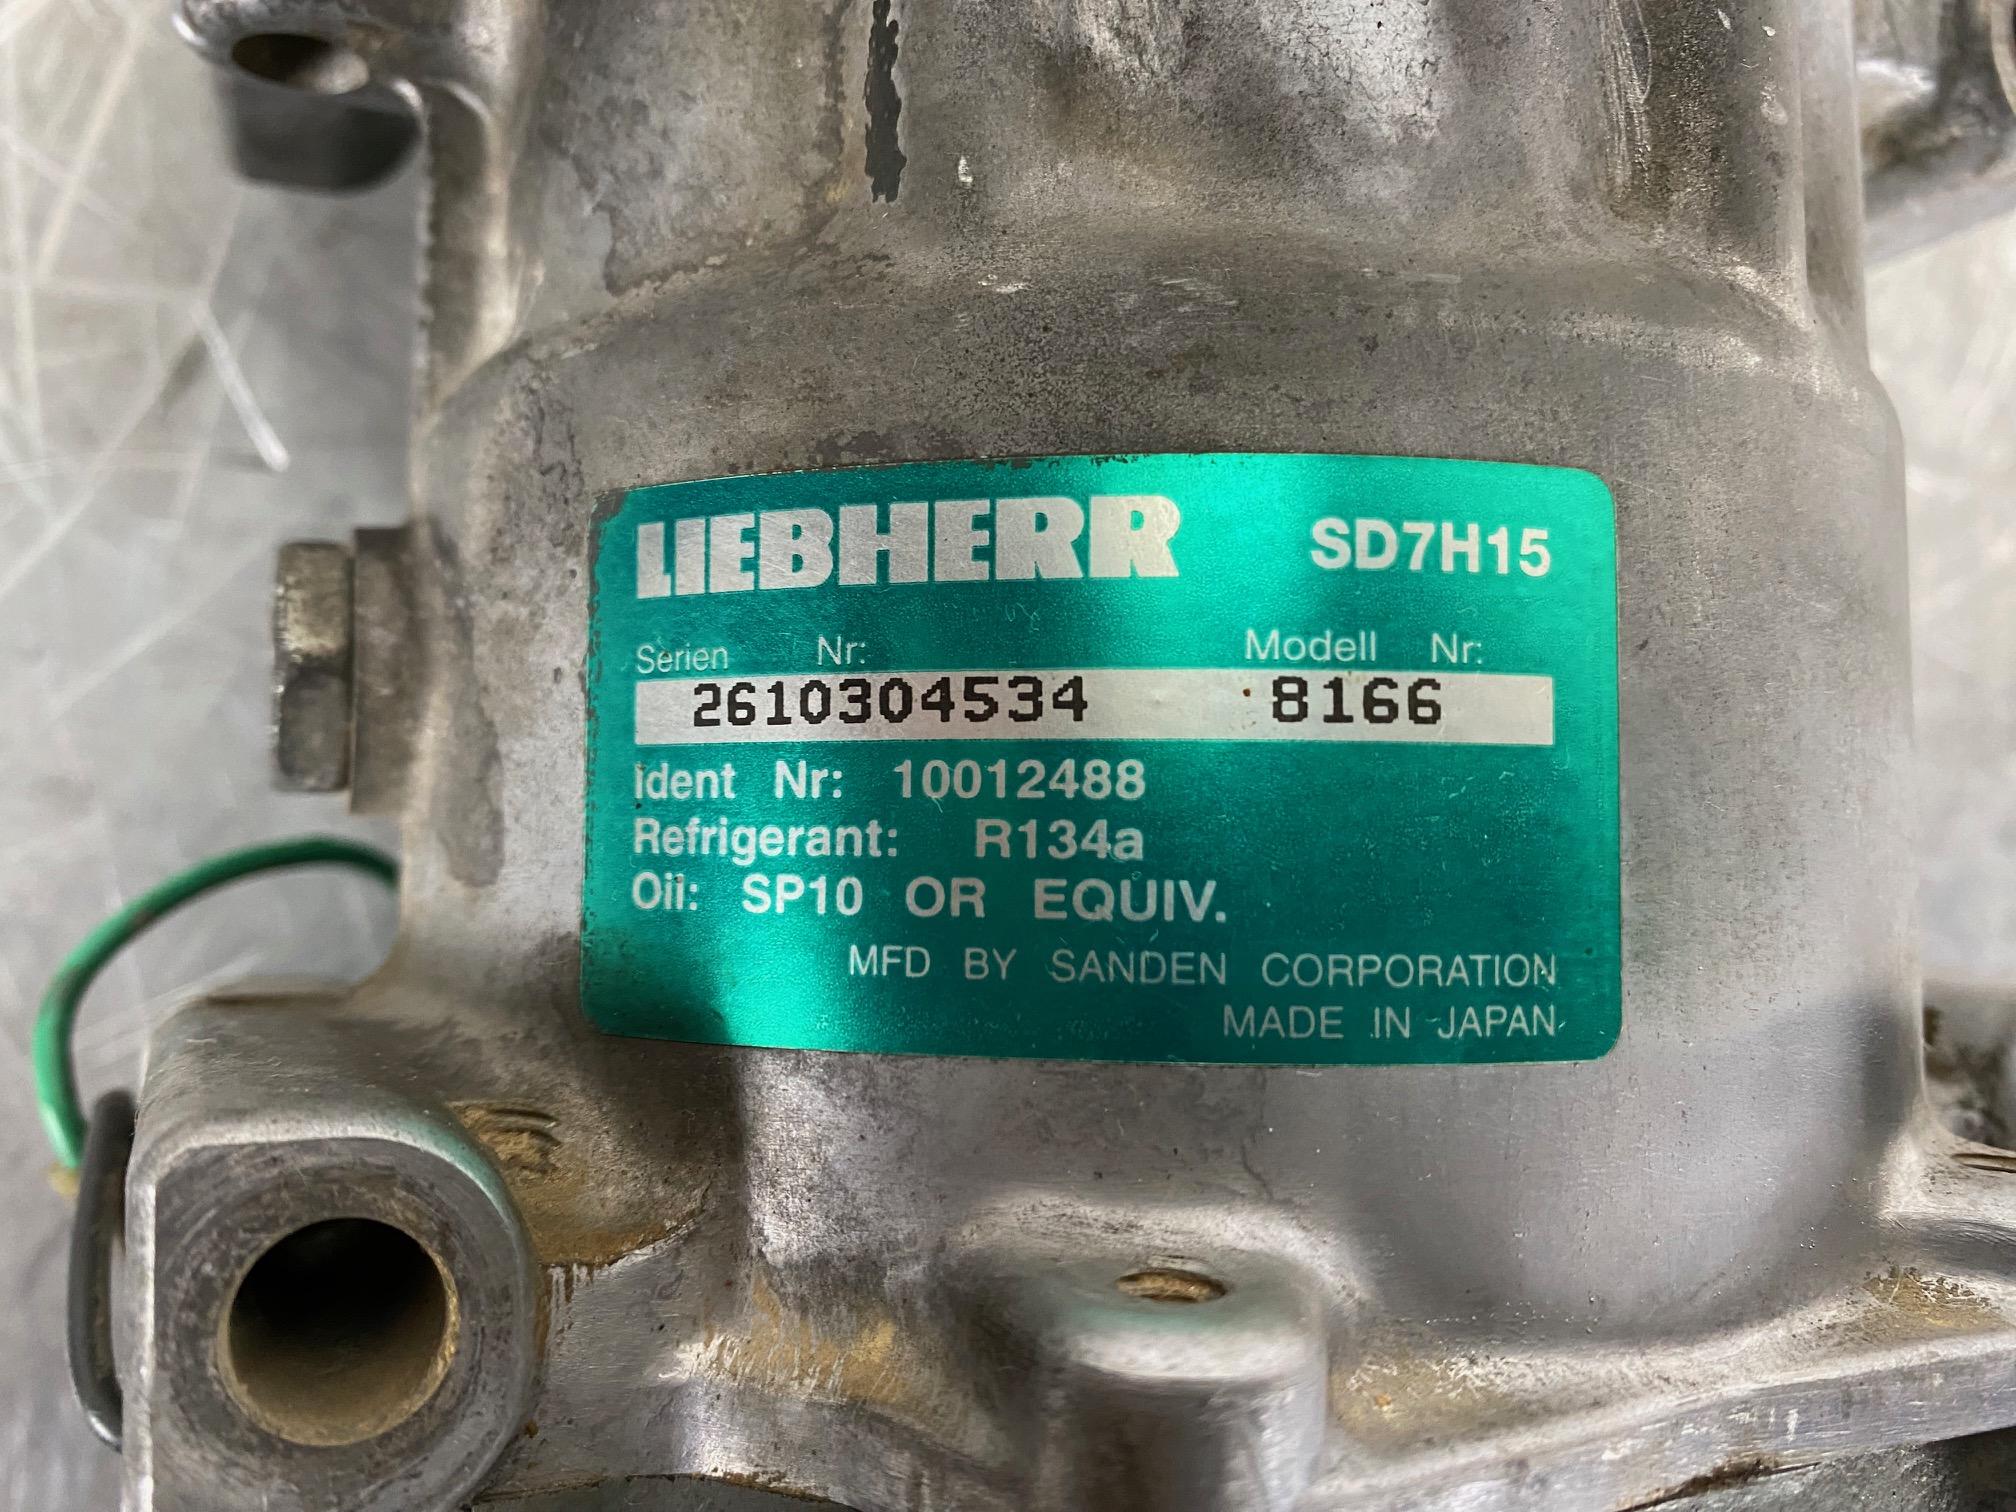 LIEBHERR SD7H15
Serien Nr: Modell Nr:
2610304534 8166
Ident Nr: 10012488
Refrigerant: R134a
Oil: SP10 OR EQUIV.
MFD BY SANDEN CORPORATION
MADE IN JAPAN